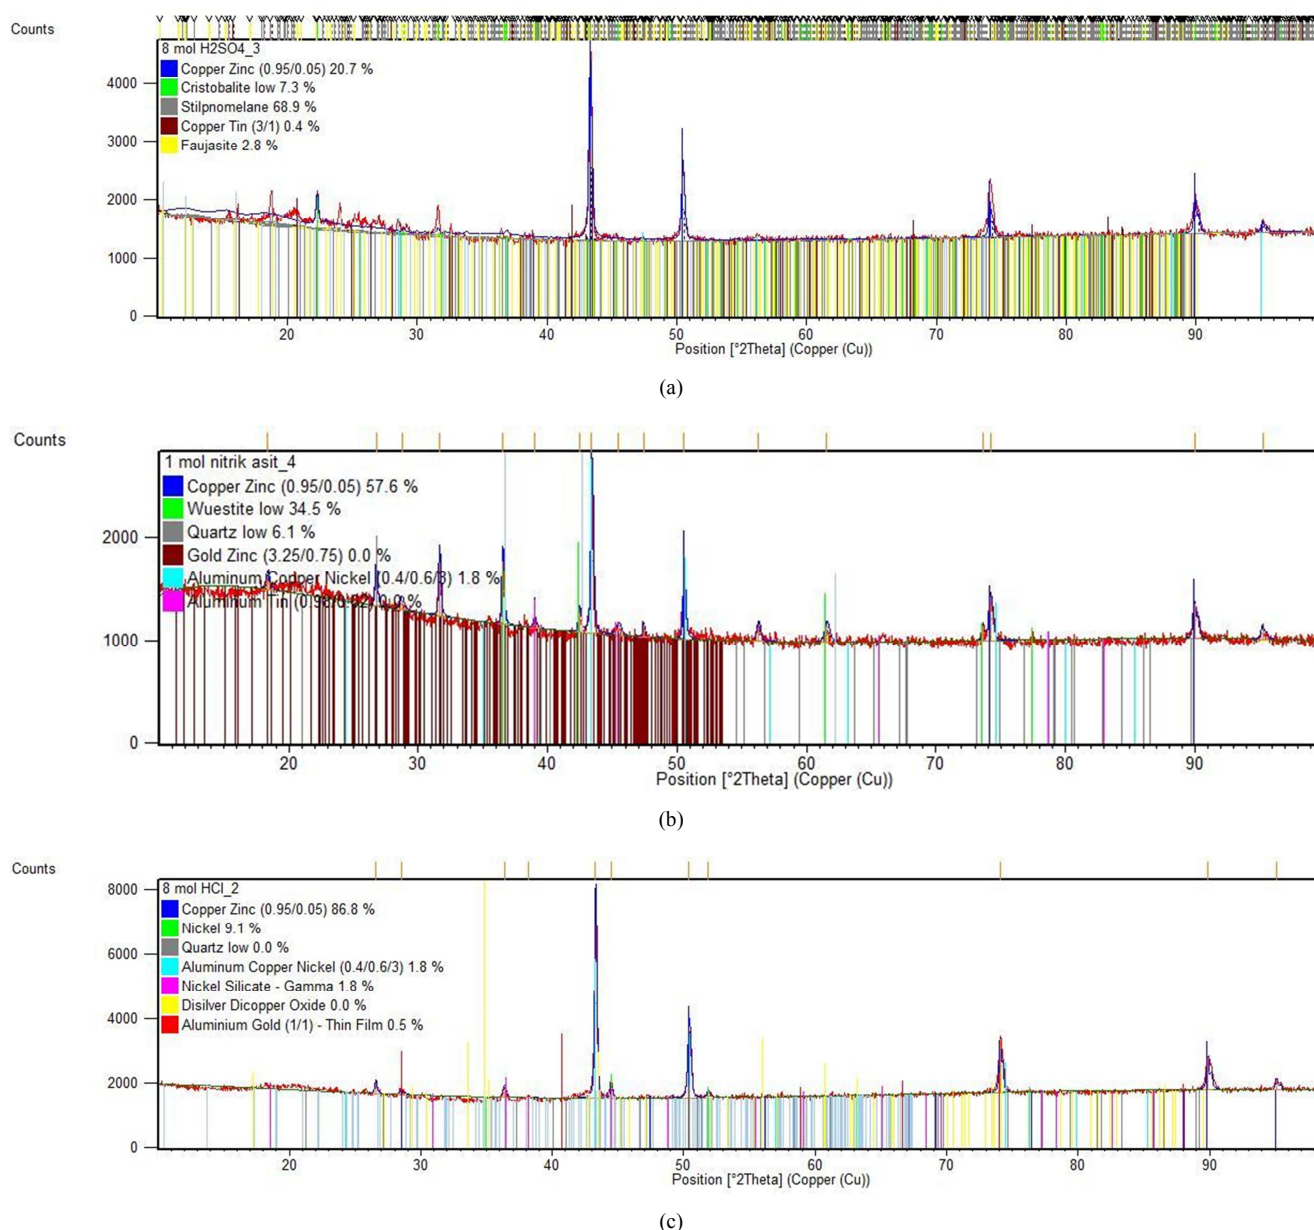 Counts
8 mol H2SO4_3
Copper Zinc (0.95/0.05) 20.7 %
Cristobalite low 7.3 %
Stilpnomelane 68.9 %
Copper Tin (3/1) 0.4 %
Faujasite 2.8 %
4000
3000
2000
1000
0
20 30 40 50 60 70 80 90
Position [°2Theta] (Copper (Cu))
(a)
Counts
1 mol nitrik asit_4
Copper Zinc (0.95/0.05) 57.6 %
Wuestite low 34.5 %
Quartz low 6.1 %
Gold Zinc (3.25/0.75) 0.0 %
Aluminum Copper Nickel (0.4/0.6/3) 1.8 %
Aluminum Tin
2000
1000
0
20 30 40 50 60 70 80 90
Position [°2Theta] (Copper (Cu))
(b)
Counts
8 mol HCl_2
Copper Zinc (0.95/0.05) 86.8 %
Nickel 9.1 %
Quartz low 0.0 %
Aluminum Copper Nickel (0.4/0.6/3) 1.8 %
Nickel Silicate - Gamma 1.8 %
Disilver Dicopper Oxide 0.0 %
Aluminium Gold (1/1) - Thin Film 0.5 %
8000
6000
4000
2000
0
20 30 40 50 60 70 80 90
Position [°2Theta] (Copper (Cu))
(c)